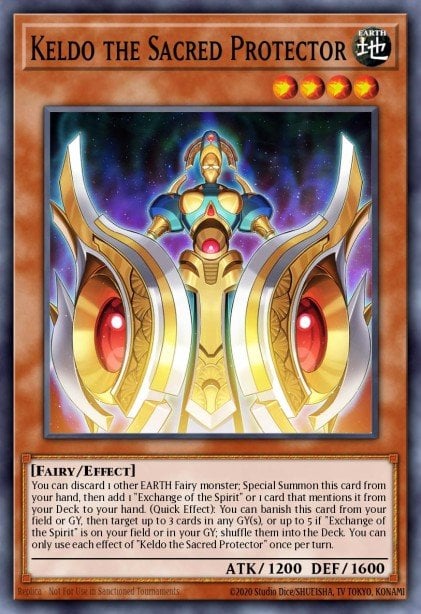 KELDO THE SACRED PROTECTOR
EARTH
地
[FAIRY/EFFECT]
You can discard 1 other EARTH Fairy monster; Special Summon this card from
your hand, then add 1 "Exchange of the Spirit" or 1 card that mentions it from
your Deck to your hand. (Quick Effect): You can banish this card from your
field or GY, then target up to 3 cards in any GY(s), or up to 5 if "Exchange
of the Spirit" is on your field or in your GY; shuffle them into the Deck. You can
only use each effect of "Keldo the Sacred Protector" once per turn.
ATK/1200 DEF/1600
Replica - Not For Use in Sanctioned Tournaments
©2020 Studio Dice/SHUEISHA, TV TOKYO, KONAMI